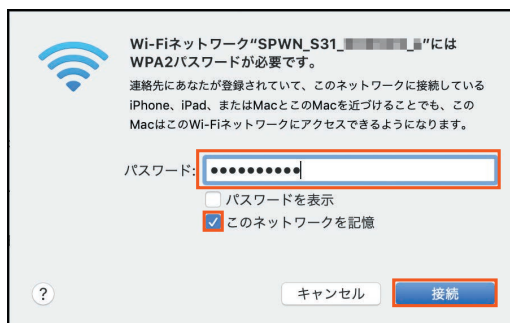 Wi-Fiネットワーク“SPWN_S31_ _ ”には
WPA2パスワードが必要です。
連絡先にあなたが登録されていて、このネットワークに接続している
iPhone、iPad、またはMacとこのMacを近づけることでも、この
MacはこのWi-Fiネットワークにアクセスできるようになります。
パスワード: ●●●●●●●●●●
パスワードを表示
このネットワークを記憶
?
キャンセル
接続